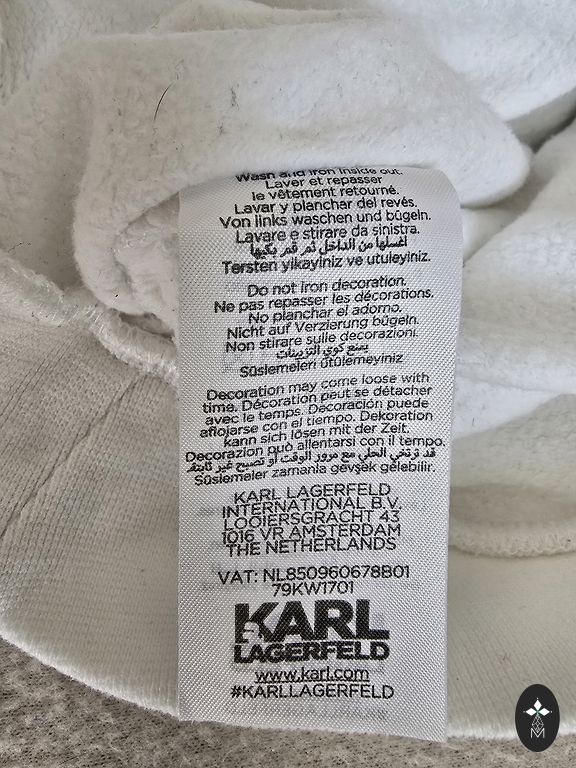 Wash and iron inside out.
Laver et repasser
le vêtement retourné.
Lavar y planchar del revés.
Von links waschen und bügeln.
Lavare e stirare da sinistra.
اغسلها من الداخل ثم قم بكيها
Tersten yikayiniz ve utuleyiniz.
Do not iron decoration.
Ne pas repasser les décorations.
No planchar el adorno.
Nicht auf Verzierung bügeln.
Non stirare sulle decorazioni.
يمنع كوي التزيينات
Süslemeleri ütülemeyiniz
Decoration may come loose with
time. Décoration peut se détacher
avec le temps. Decoración puede
aflojarse con el tiempo. Dekoration
kann sich lösen mit der Zeit.
Decorazion può allentarsi con il tempo.
قد ترتخي الحلي مع مرور الوقت او تصبح غير ثابتة.
Süslemeler zamanla gevşek gelebilir.
KARL LAGERFELD
INTERNATIONAL B.V.
LOOIERSGRACHT 43
1016 VR AMSTERDAM
THE NETHERLANDS
VAT: NL850960678B01
79KW1701
KARL
LAGERFELD
www.karl.com
#KARLLAGERFELD
M